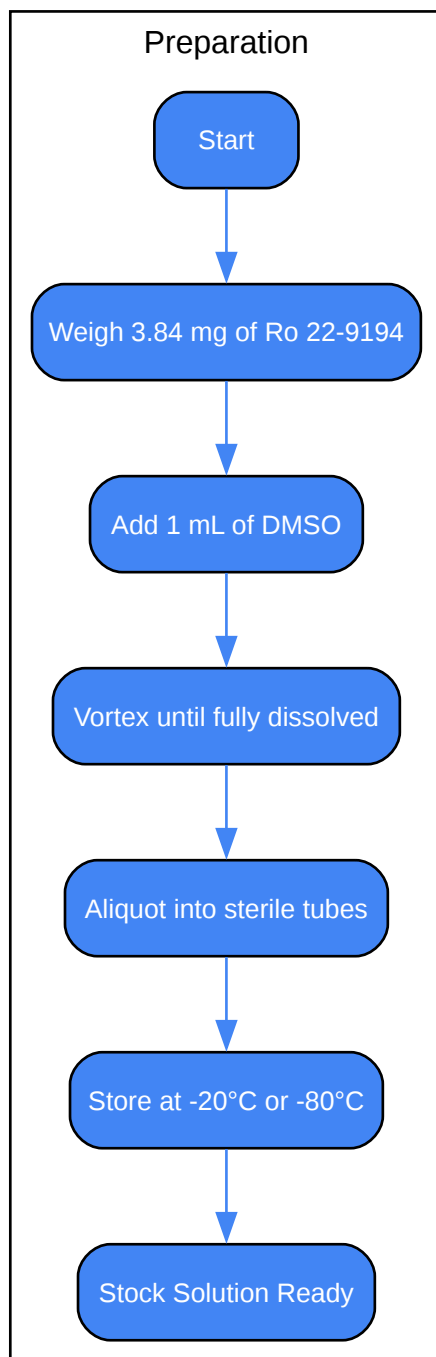 Preparation
Start
Weigh 3.84 mg of Ro 22-9194
Add 1 mL of DMSO
Vortex until fully dissolved
Aliquot into sterile tubes
Store at -20°C or -80°C
Stock Solution Ready